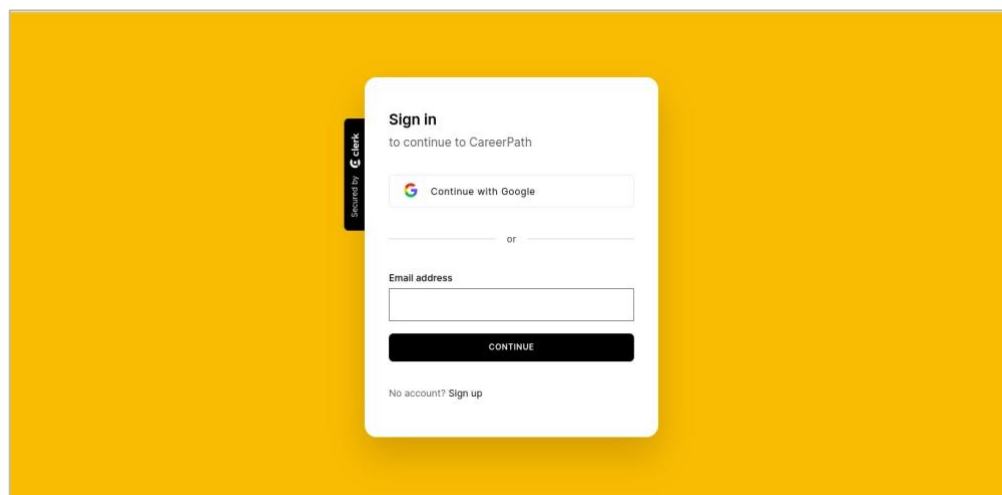 Sign in
to continue to CareerPath
Secured by clerk
Continue with Google
or
Email address
CONTINUE
No account? Sign up